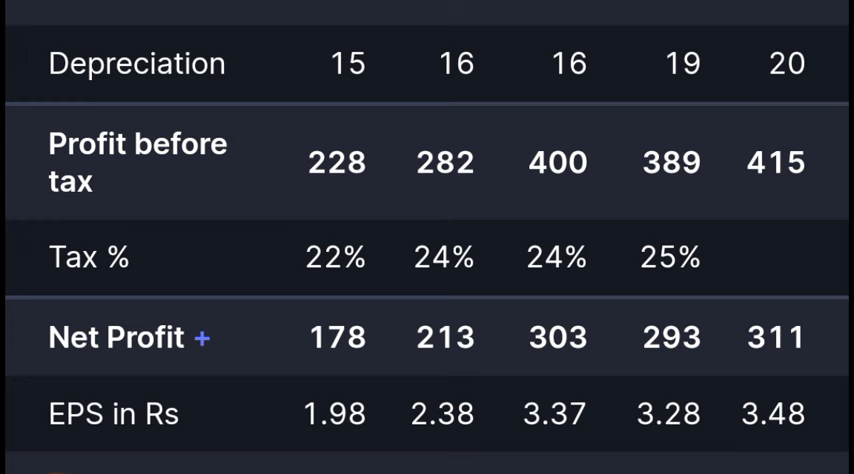 Depreciation 15 16 16 19 20
Profit before tax 228 282 400 389 415
Tax % 22% 24% 24% 25%
Net Profit + 178 213 303 293 311
EPS in Rs 1.98 2.38 3.37 3.28 3.48